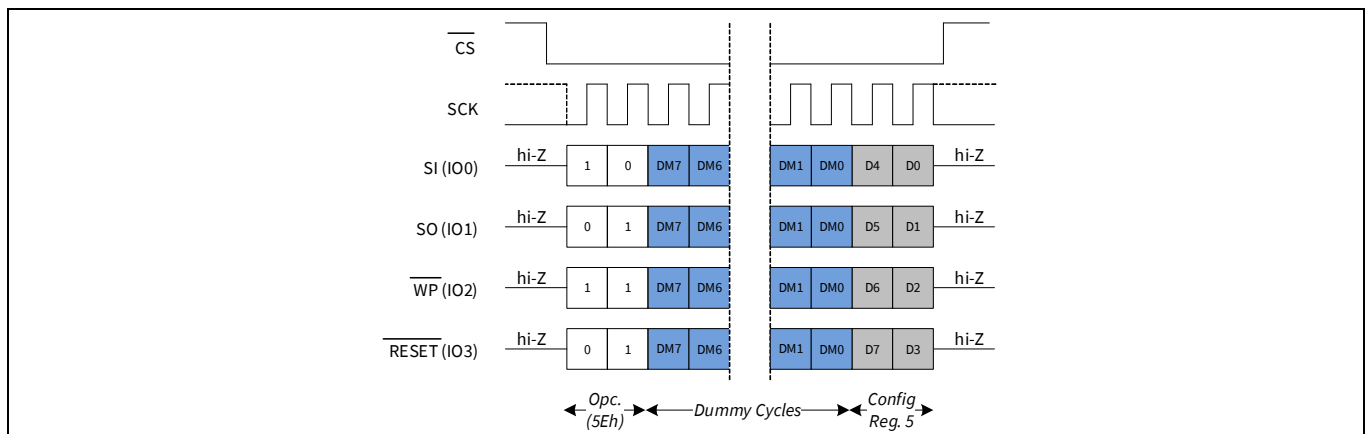 CS
SCK
SI (IO0) hi-Z 1 0 DM7 DM6 DM1 DM0 D4 D0 hi-Z
SO (IO1) hi-Z 0 1 DM7 DM6 DM1 DM0 D5 D1 hi-Z
WP (IO2) hi-Z 1 1 DM7 DM6 DM1 DM0 D6 D2 hi-Z
RESET (IO3) hi-Z 0 1 DM7 DM6 DM1 DM0 D7 D3 hi-Z
Opc. Dummy Cycles Config
(5Eh) Reg. 5